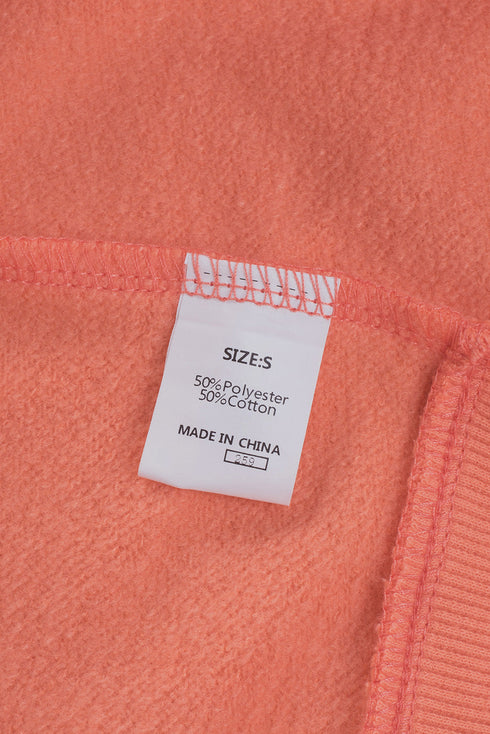 SIZE:S
50%Polyester
50%Cotton
MADE IN CHINA
259